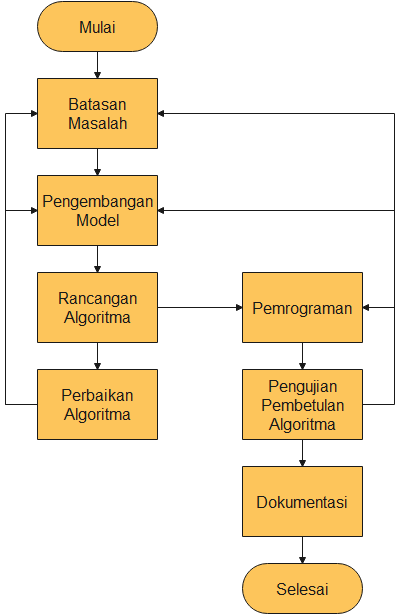 Mulai
Batasan
Masalah
Pengembangan
Model
Rancangan
Algoritma
Pemrograman
Perbaikan
Algoritma
Pengujian
Pembetulan
Algoritma
Dokumentasi
Selesai